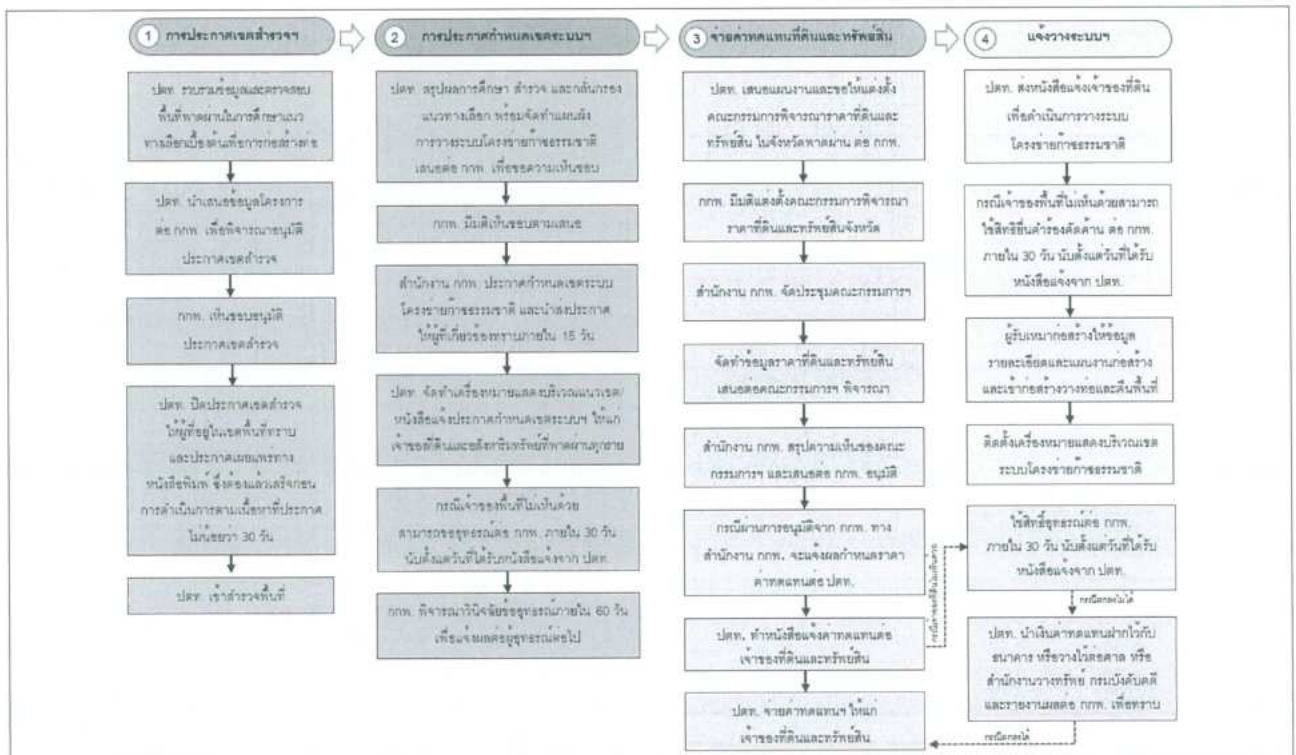 1 การประกาศเขตสำรวจฯ
ปตท. รวบรวมข้อมูลและตรวจสอบ
พื้นที่พาดผ่านในการศึกษาแนว
ทางเลือกเบื้องต้นเพื่อการก่อสร้างท่อ
ปตท. นำเสนอข้อมูลโครงการ
ต่อ กกพ. เพื่อพิจารณาอนุมัติ
ประกาศเขตสำรวจ
กกพ. เห็นชอบอนุมัติ
ประกาศเขตสำรวจ
ปตท. ปิดประกาศเขตสำรวจ
ให้ผู้ที่อยู่ในเขตพื้นที่ทราบ
และประกาศเผยแพร่ทาง
หนังสือพิมพ์ ซึ่งต้องแล้วเสร็จก่อน
การดำเนินการตามเนื้อหาที่ประกาศ
ไม่น้อยกว่า 30 วัน
ปตท. เข้าสำรวจพื้นที่
2 การประกาศกำหนดเขตระบบฯ
ปตท. สรุปผลการศึกษา สำรวจ และกลั่นกรอง
แนวทางเลือก พร้อมจัดทำแผนผัง
การวางระบบโครงข่ายก๊าซธรรมชาติ
เสนอต่อ กกพ. เพื่อขอความเห็นชอบ
กกพ. มีมติเห็นชอบตามเสนอ
สำนักงาน กกพ. ประกาศกำหนดเขตระบบ
โครงข่ายก๊าซธรรมชาติ และนำส่งประกาศ
ให้ผู้ที่เกี่ยวข้องทราบภายใน 15 วัน
ปตท. จัดทำเครื่องหมายแสดงบริเวณแนวเขต/
หนังสือแจ้งประกาศกำหนดเขตระบบฯ ให้แก่
เจ้าของที่ดินและอสังหาริมทรัพย์ที่พาดผ่านทุกราย
กรณีเจ้าของพื้นที่ไม่เห็นด้วย
สามารถขออุทธรณ์ต่อ กกพ. ภายใน 30 วัน
นับตั้งแต่วันที่ได้รับหนังสือแจ้งจาก ปตท.
กกพ. พิจารณาวินิจฉัยข้ออุทธรณ์ภายใน 60 วัน
เพื่อแจ้งผลต่อผู้อุทธรณ์ต่อไป
3 จ่ายค่าทดแทนที่ดินและทรัพย์สิน
ปตท. เสนอแผนงานและขอให้แต่งตั้ง
คณะกรรมการพิจารณาราคาที่ดินและ
ทรัพย์สิน ในจังหวัดพาดผ่าน ต่อ กกพ.
กกพ. มีมติแต่งตั้งคณะกรรมการพิจารณา
ราคาที่ดินและทรัพย์สินจังหวัด
สำนักงาน กกพ. จัดประชุมคณะกรรมการฯ
จัดทำข้อมูลราคาที่ดินและทรัพย์สิน
เสนอต่อคณะกรรมการฯ พิจารณา
สำนักงาน กกพ. สรุปความเห็นของคณะ
กรรมการฯ และเสนอต่อ กกพ. อนุมัติ
กรณีผ่านการอนุมัติจาก กกพ. ทาง
สำนักงาน กกพ. จะแจ้งผลกำหนดราคา
ค่าทดแทนต่อ ปตท.
ปตท. ทำหนังสือแจ้งค่าทดแทนต่อ
เจ้าของที่ดินและทรัพย์สิน
ปตท. จ่ายค่าทดแทนฯ ให้แก่
เจ้าของที่ดินและทรัพย์สิน
กรณีเจ้าของที่ดินไม่เห็นด้วย
4 แจ้งวางระบบฯ
ปตท. ส่งหนังสือแจ้งเจ้าของที่ดิน
เพื่อดำเนินการวางระบบ
โครงข่ายก๊าซธรรมชาติ
กรณีเจ้าของพื้นที่ไม่เห็นด้วยสามารถ
ใช้สิทธิยื่นคำร้องคัดค้าน ต่อ กกพ.
ภายใน 30 วัน นับตั้งแต่วันที่ได้รับ
หนังสือแจ้งจาก ปตท.
ผู้รับเหมาก่อสร้างให้ข้อมูล
รายละเอียดและแผนงานก่อสร้าง
และเข้าก่อสร้างวางท่อและคืนพื้นที่
ติดตั้งเครื่องหมายแสดงบริเวณเขต
ระบบโครงข่ายก๊าซธรรมชาติ
ใช้สิทธิ์อุทธรณ์ต่อ กกพ.
ภายใน 30 วัน นับตั้งแต่วันที่ได้รับ
หนังสือแจ้งจาก ปตท.
กรณีตกลงไม่ได้
ปตท. นำเงินค่าทดแทนฝากไว้กับ
ธนาคาร หรือวางไว้ต่อศาล หรือ
สำนักงานวางทรัพย์ กรมบังคับคดี
และรายงานผลต่อ กกพ. เพื่อทราบ
กรณีตกลงได้